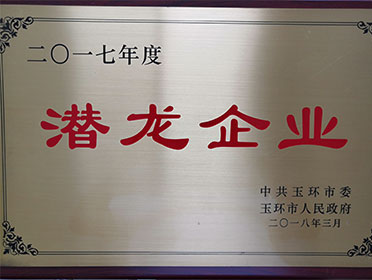 二〇一七年度
潜龙企业
中共玉环市委
玉环市人民政府
二〇一八年三月